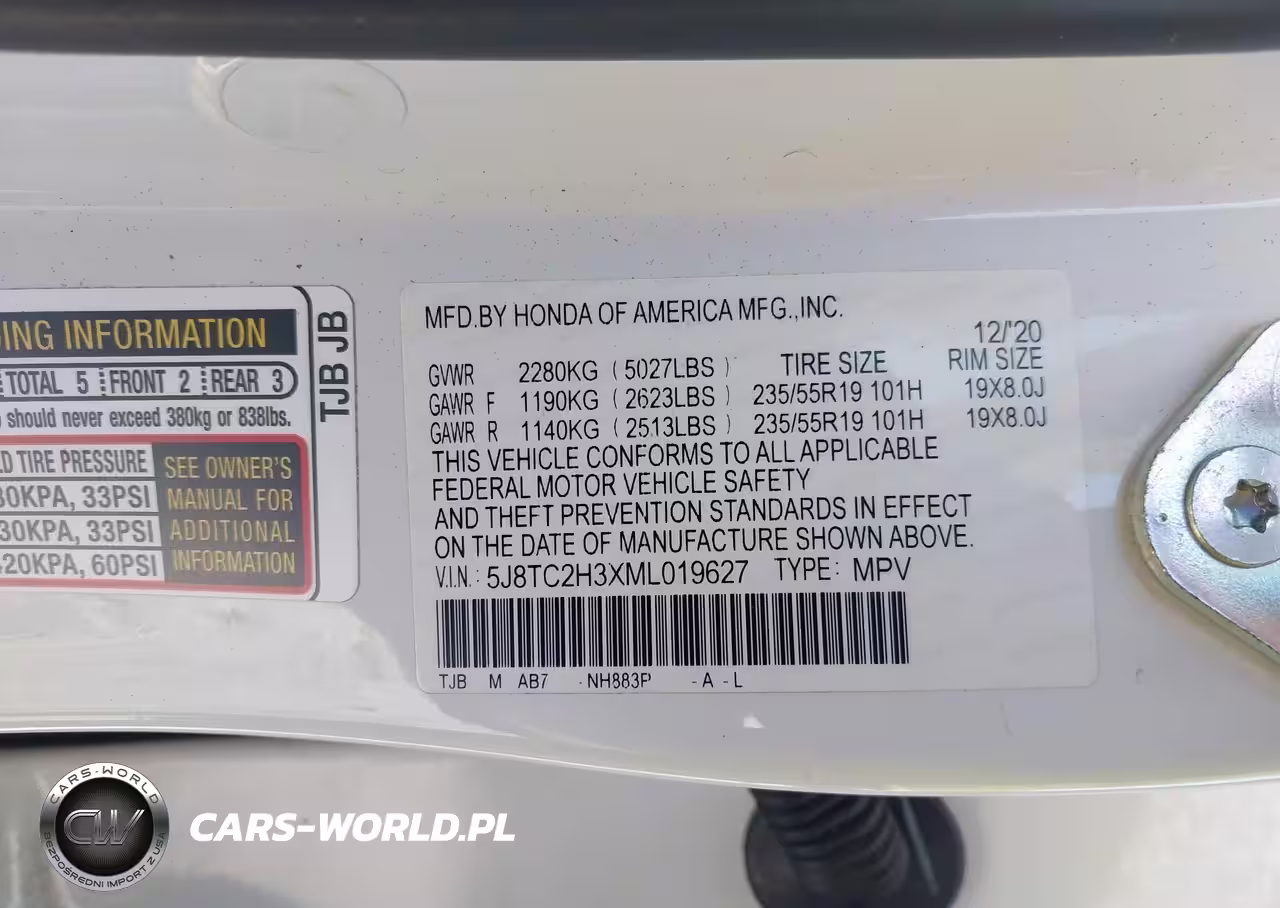 ING INFORMATION
TOTAL 5 FRONT 2 REAR 3
should never exceed 380kg or 838lbs.
TIRE PRESSURE
30KPA, 33PSI
30KPA, 33PSI
420KPA, 60PSI
SEE OWNER'S
MANUAL FOR
ADDITIONAL
INFORMATION
TJB JB
MFD.BY HONDA OF AMERICA MFG.,INC.
12/'20
GVWR 2280KG (5027LBS) TIRE SIZE RIM SIZE
GAWR F 1190KG (2623LBS) 235/55R19 101H 19X8.0J
GAWR R 1140KG (2513LBS) 235/55R19 101H 19X8.0J
THIS VEHICLE CONFORMS TO ALL APPLICABLE
FEDERAL MOTOR VEHICLE SAFETY
AND THEFT PREVENTION STANDARDS IN EFFECT
ON THE DATE OF MANUFACTURE SHOWN ABOVE.
V.I.N.: 5J8TC2H3XML019627 TYPE: MPV
TJB M AB7 -NH883P -A-L
CARS-WORLD
CW
BEZPOŚREDNI IMPORT Z USA
CARS-WORLD.PL